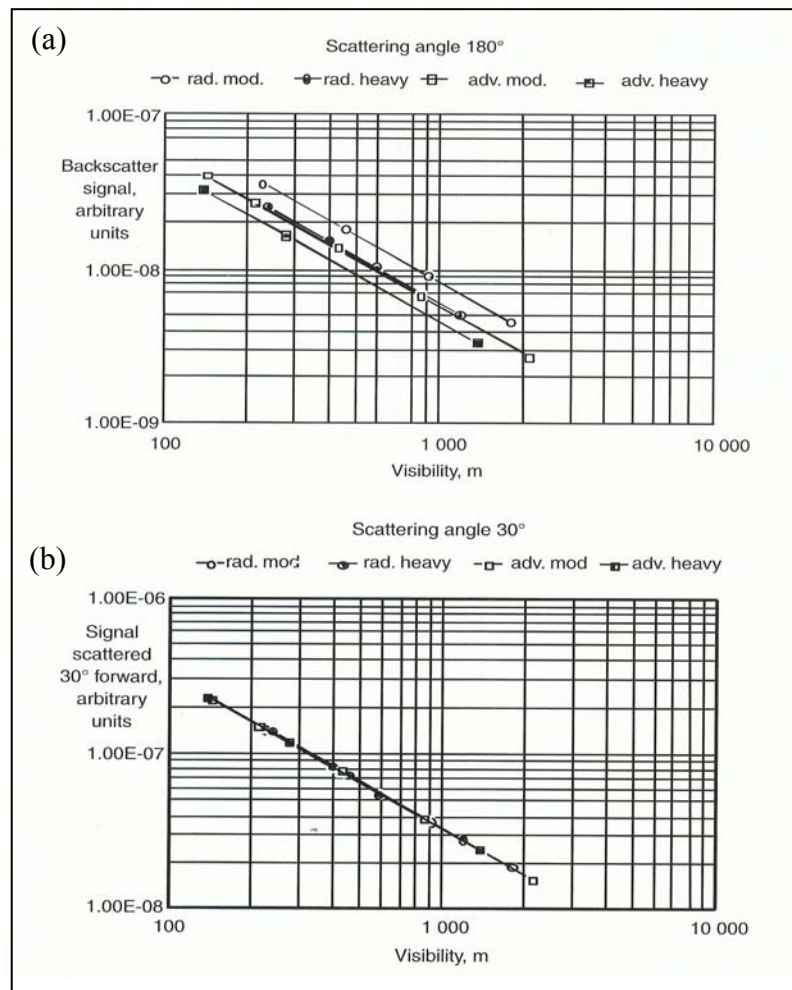 (a)
Scattering angle 180°
rad. mod. rad. heavy adv. mod. adv. heavy
1.00E-07
Backscatter
signal,
arbitrary
units
1.00E-08
1.00E-09
100 1 000 10 000
Visibility, m
(b)
Scattering angle 30°
rad. mod rad. heavy adv. mod adv. heavy
1.00E-06
Signal
scattered
30° forward,
arbitrary
units
1.00E-07
1.00E-08
100 1 000 10 000
Visibility, m